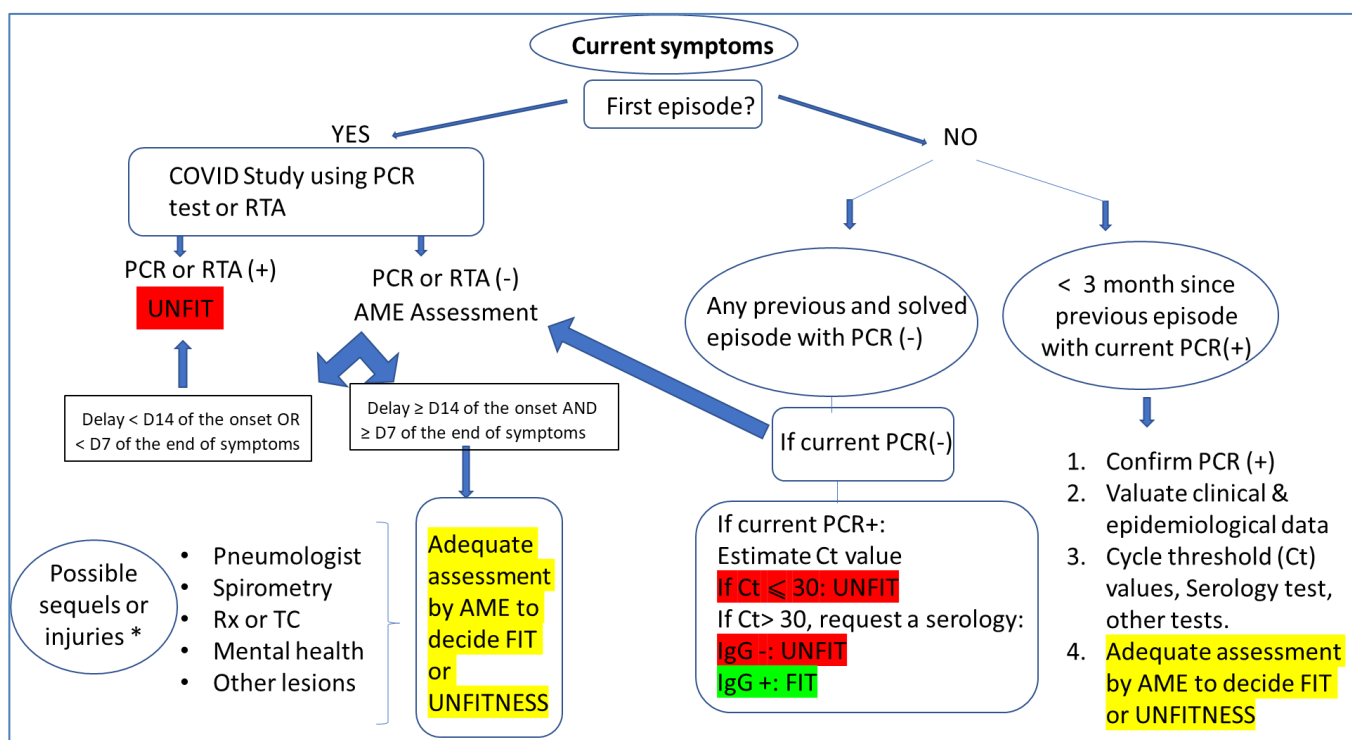 Current symptoms
First episode?
YES
NO
COVID Study using PCR
test or RTA
PCR or RTA (+)
UNFIT
PCR or RTA (-)
AME Assessment
Any previous and solved
episode with PCR (-)
< 3 month since
previous episode
with current PCR(+)
Delay < D14 of the onset OR
< D7 of the end of symptoms
Delay ≥ D14 of the onset AND
≥ D7 of the end of symptoms
If current PCR(-)
Possible
sequels or
injuries *
• Pneumologist
• Spirometry
• Rx or TC
• Mental health
• Other lesions
Adequate
assessment
by AME to
decide FIT
or
UNFITNESS
If current PCR+:
Estimate Ct value
If Ct ⩽ 30: UNFIT
If Ct> 30, request a serology:
IgG -: UNFIT
IgG +: FIT
1. Confirm PCR (+)
2. Valuate clinical &
epidemiological data
3. Cycle threshold (Ct)
values, Serology test,
other tests.
4. Adequate assessment
by AME to decide FIT
or UNFITNESS